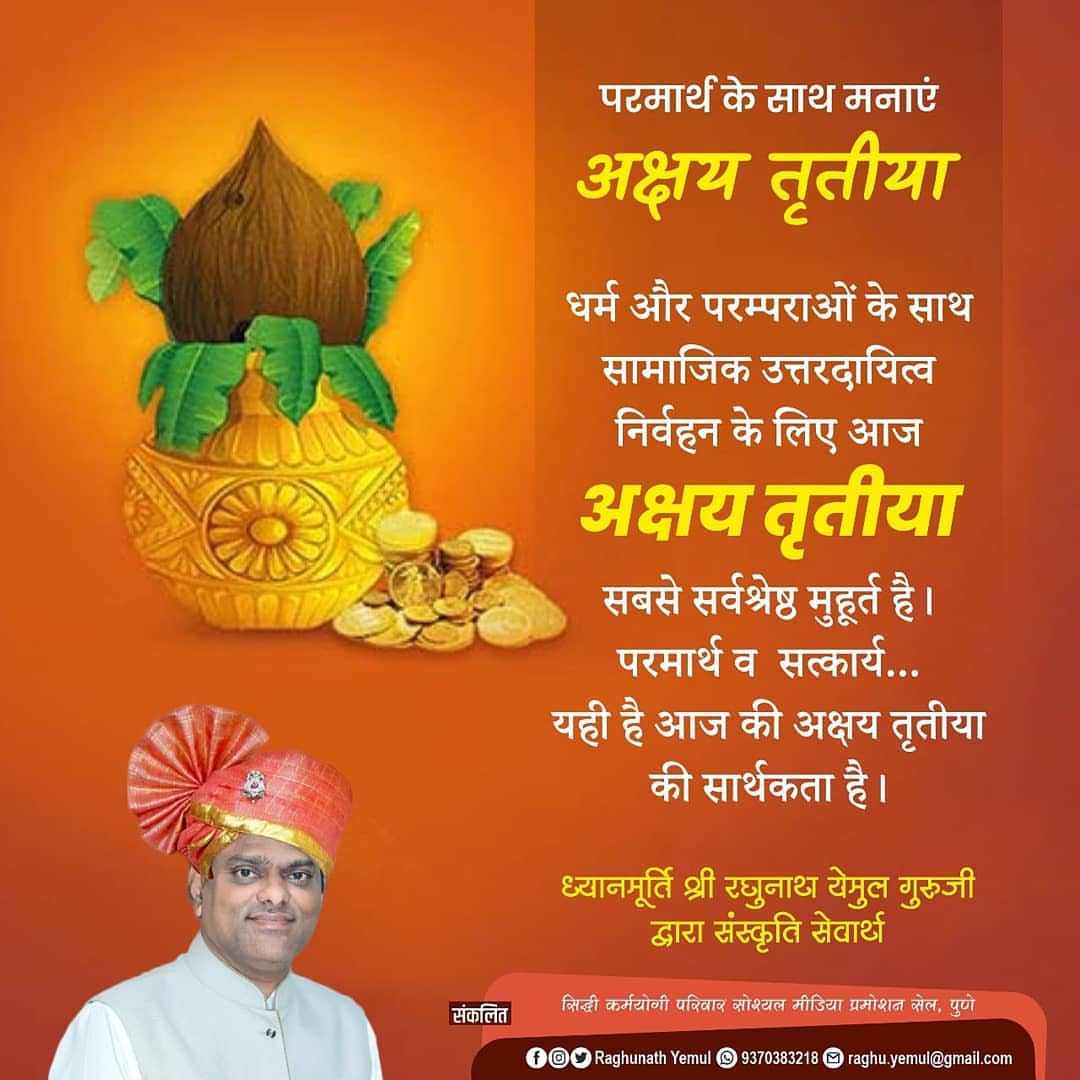 परमार्थ के साथ मनाएं
अक्षय तृतीया
धर्म और परम्पराओं के साथ
सामाजिक उत्तरदायित्व
निर्वहन के लिए आज
अक्षय तृतीया
सबसे सर्वश्रेष्ठ मुहूर्त है।
परमार्थ व सत्कार्य...
यही है आज की अक्षय तृतीया
की सार्थकता है।
ध्यानमूर्ति श्री रघुनाथ येमुल गुरुजी
द्वारा संस्कृति सेवार्थ
संकलित
सिद्धी कर्मयोगी परिवार सोश्यल मीडिया प्रमोशन सेल, पुणे
Raghunath Yemul 9370383218 raghu.yemul@gmail.com